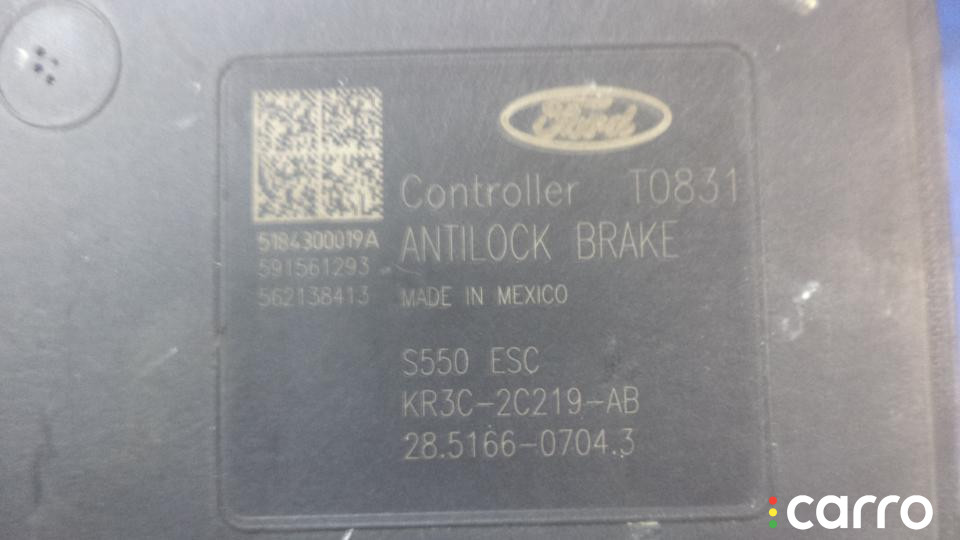 Ford
Controller T0831
5184300019A
ANTILOCK BRAKE
591561293
562138413
MADE IN MEXICO
S550 ESC
KR3C-2C219-AB
28.5166-0704.3
carro